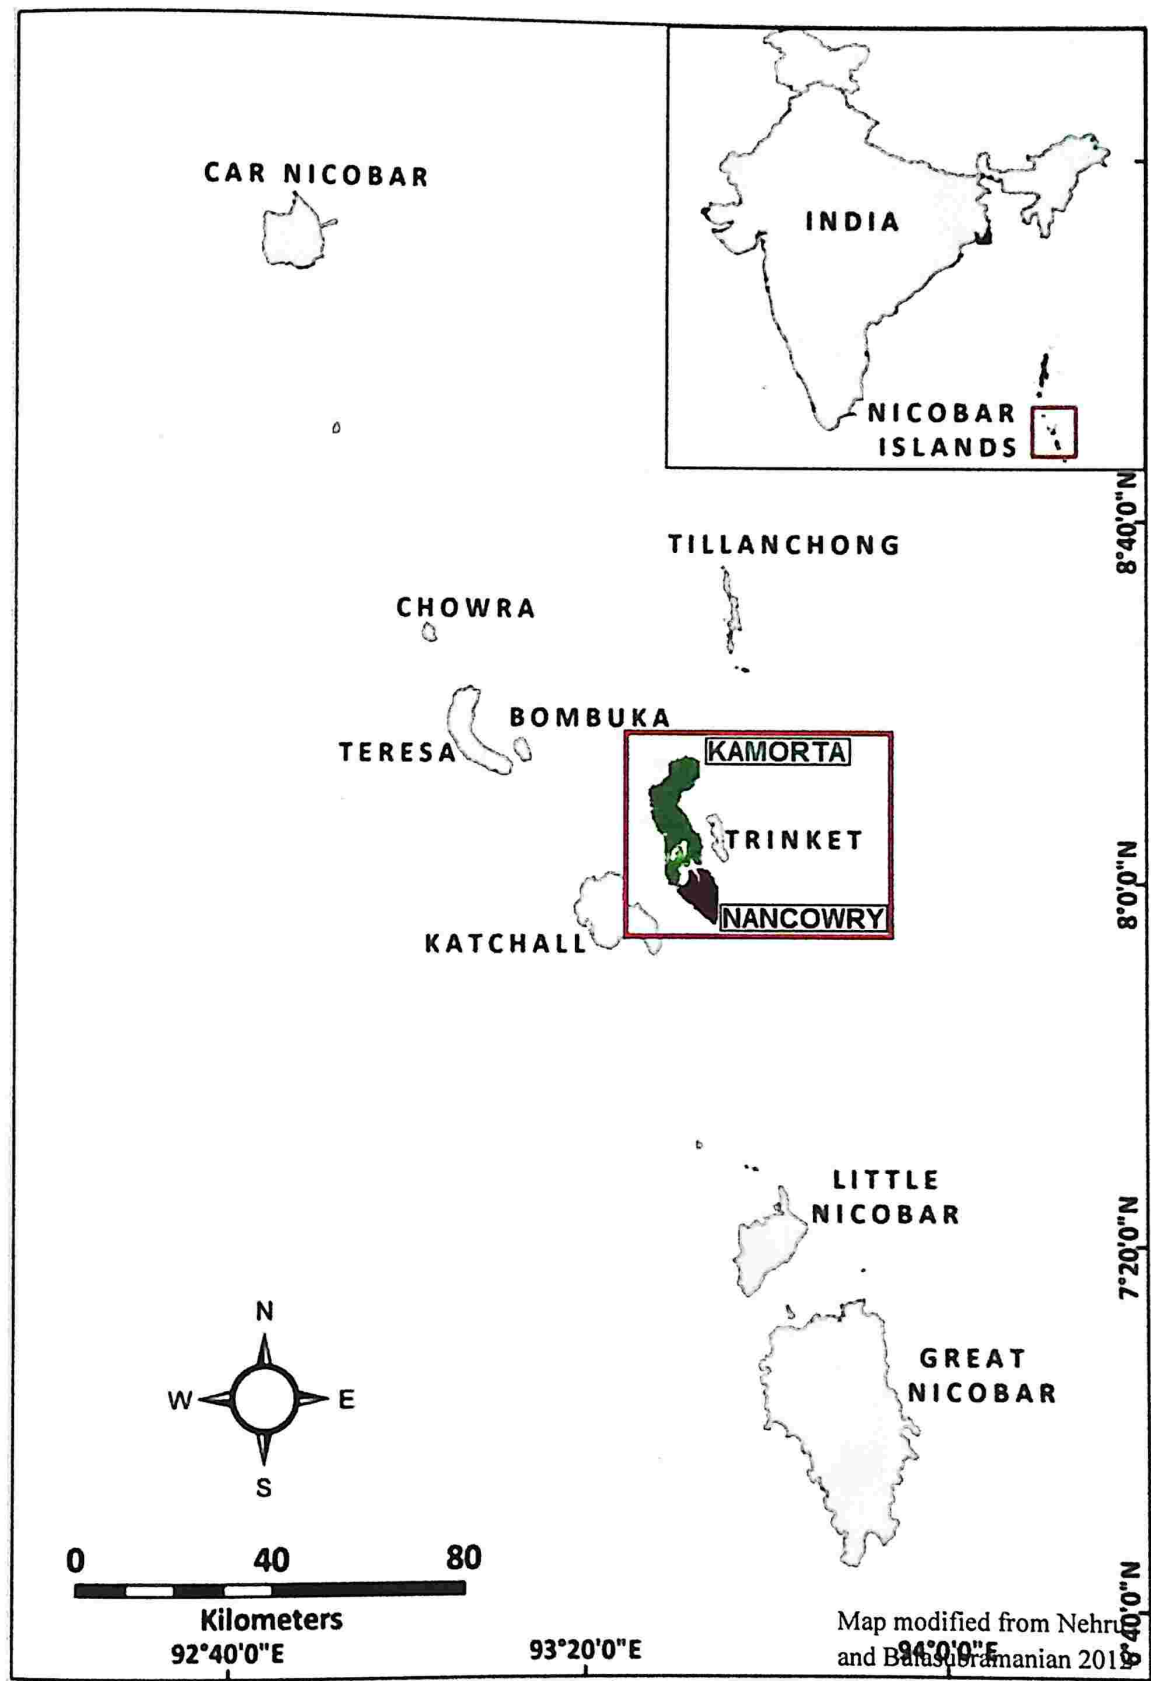 CAR NICOBAR
INDIA
NICOBAR
ISLANDS
8°40'0"N
TILLANCHONG
CHOWRA
BOMBUKA
TERESA
KAMORTA
TRINKET
8°0'0"N
NANCOWRY
KATCHALL
LITTLE
NICOBAR
7°20'0"N
GREAT
NICOBAR
N
W E
S
0 40 80
Kilometers
Map modified from Nehru
and Balasubramanian
92°40'0"E 93°20'0"E 94°0'0"E